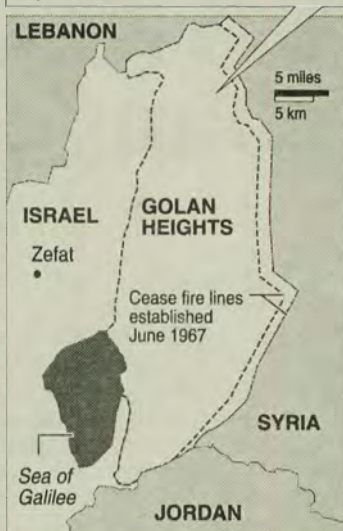 LEBANON
5 miles
5 km
ISRAEL
GOLAN
HEIGHTS
Zefat
Cease fire lines
established
June 1967
SYRIA
Sea of
Galilee
JORDAN